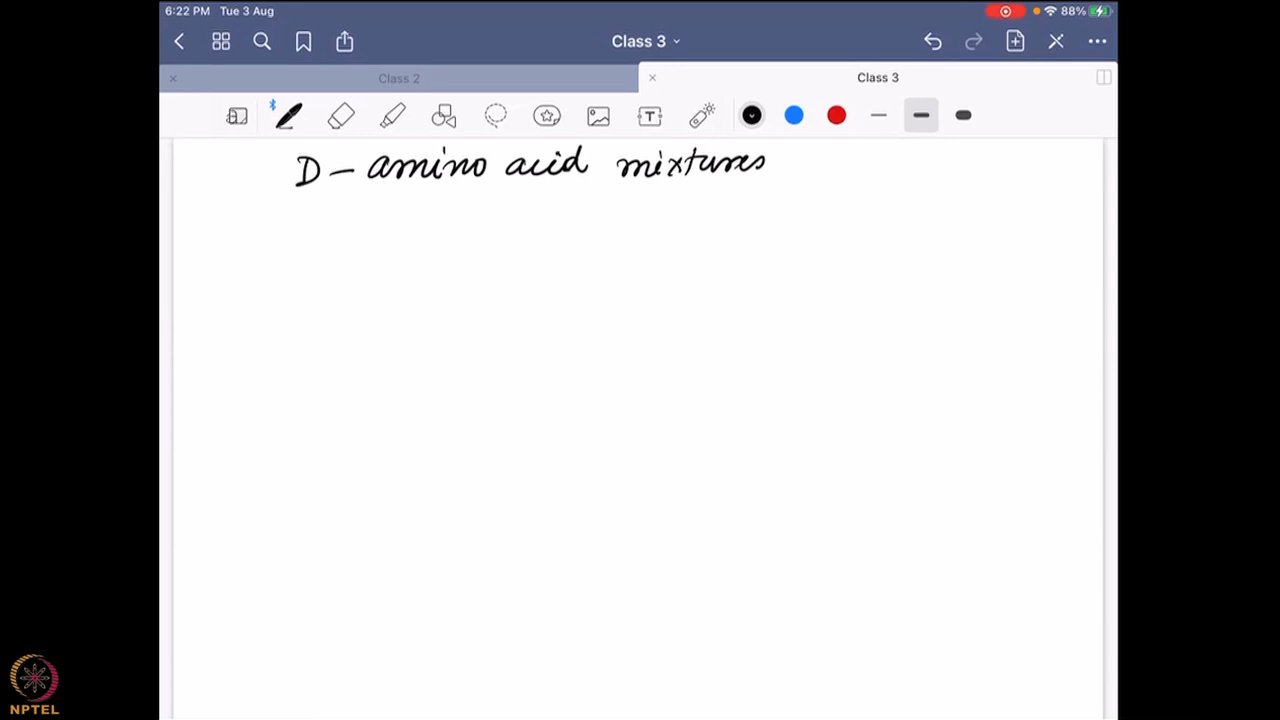 6:22 PM Tue 3 Aug 88%
Class 3
Class 2 Class 3
T
D - amino acid mixtures
NPTEL